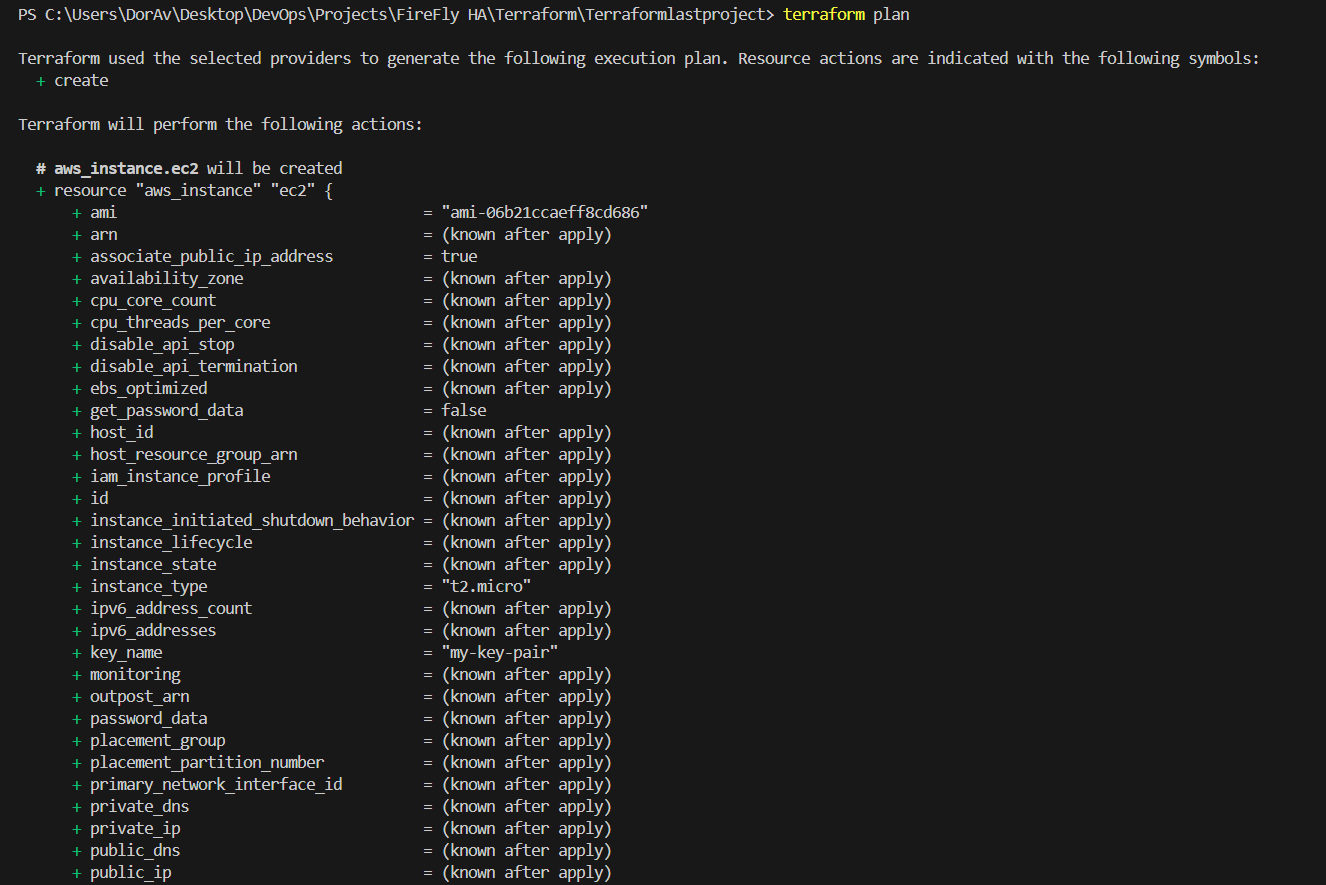 PS C:\Users\DorAv\Desktop\DevOps\Projects\FireFly HA\Terraform\Terraformlastproject> terraform plan
Terraform used the selected providers to generate the following execution plan. Resource actions are indicated with the following symbols:
+ create
Terraform will perform the following actions:
# aws_instance.ec2 will be created
+ resource "aws_instance" "ec2" {
+ ami = "ami-06b21ccaeff8cd686"
+ arn = (known after apply)
+ associate_public_ip_address = true
+ availability_zone = (known after apply)
+ cpu_core_count = (known after apply)
+ cpu_threads_per_core = (known after apply)
+ disable_api_stop = (known after apply)
+ disable_api_termination = (known after apply)
+ ebs_optimized = (known after apply)
+ get_password_data = false
+ host_id = (known after apply)
+ host_resource_group_arn = (known after apply)
+ iam_instance_profile = (known after apply)
+ id = (known after apply)
+ instance_initiated_shutdown_behavior = (known after apply)
+ instance_lifecycle = (known after apply)
+ instance_state = (known after apply)
+ instance_type = "t2.micro"
+ ipv6_address_count = (known after apply)
+ ipv6_addresses = (known after apply)
+ key_name = "my-key-pair"
+ monitoring = (known after apply)
+ outpost_arn = (known after apply)
+ password_data = (known after apply)
+ placement_group = (known after apply)
+ placement_partition_number = (known after apply)
+ primary_network_interface_id = (known after apply)
+ private_dns = (known after apply)
+ private_ip = (known after apply)
+ public_dns = (known after apply)
+ public_ip = (known after apply)